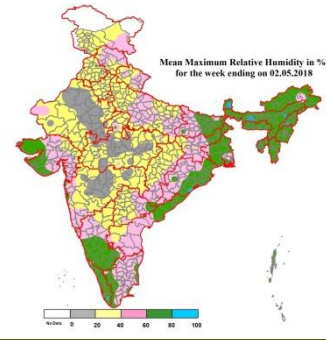 Mean Maximum Relative Humidity in %
for the week ending on 02.05.2018
No Data 0 20 40 60 80 100